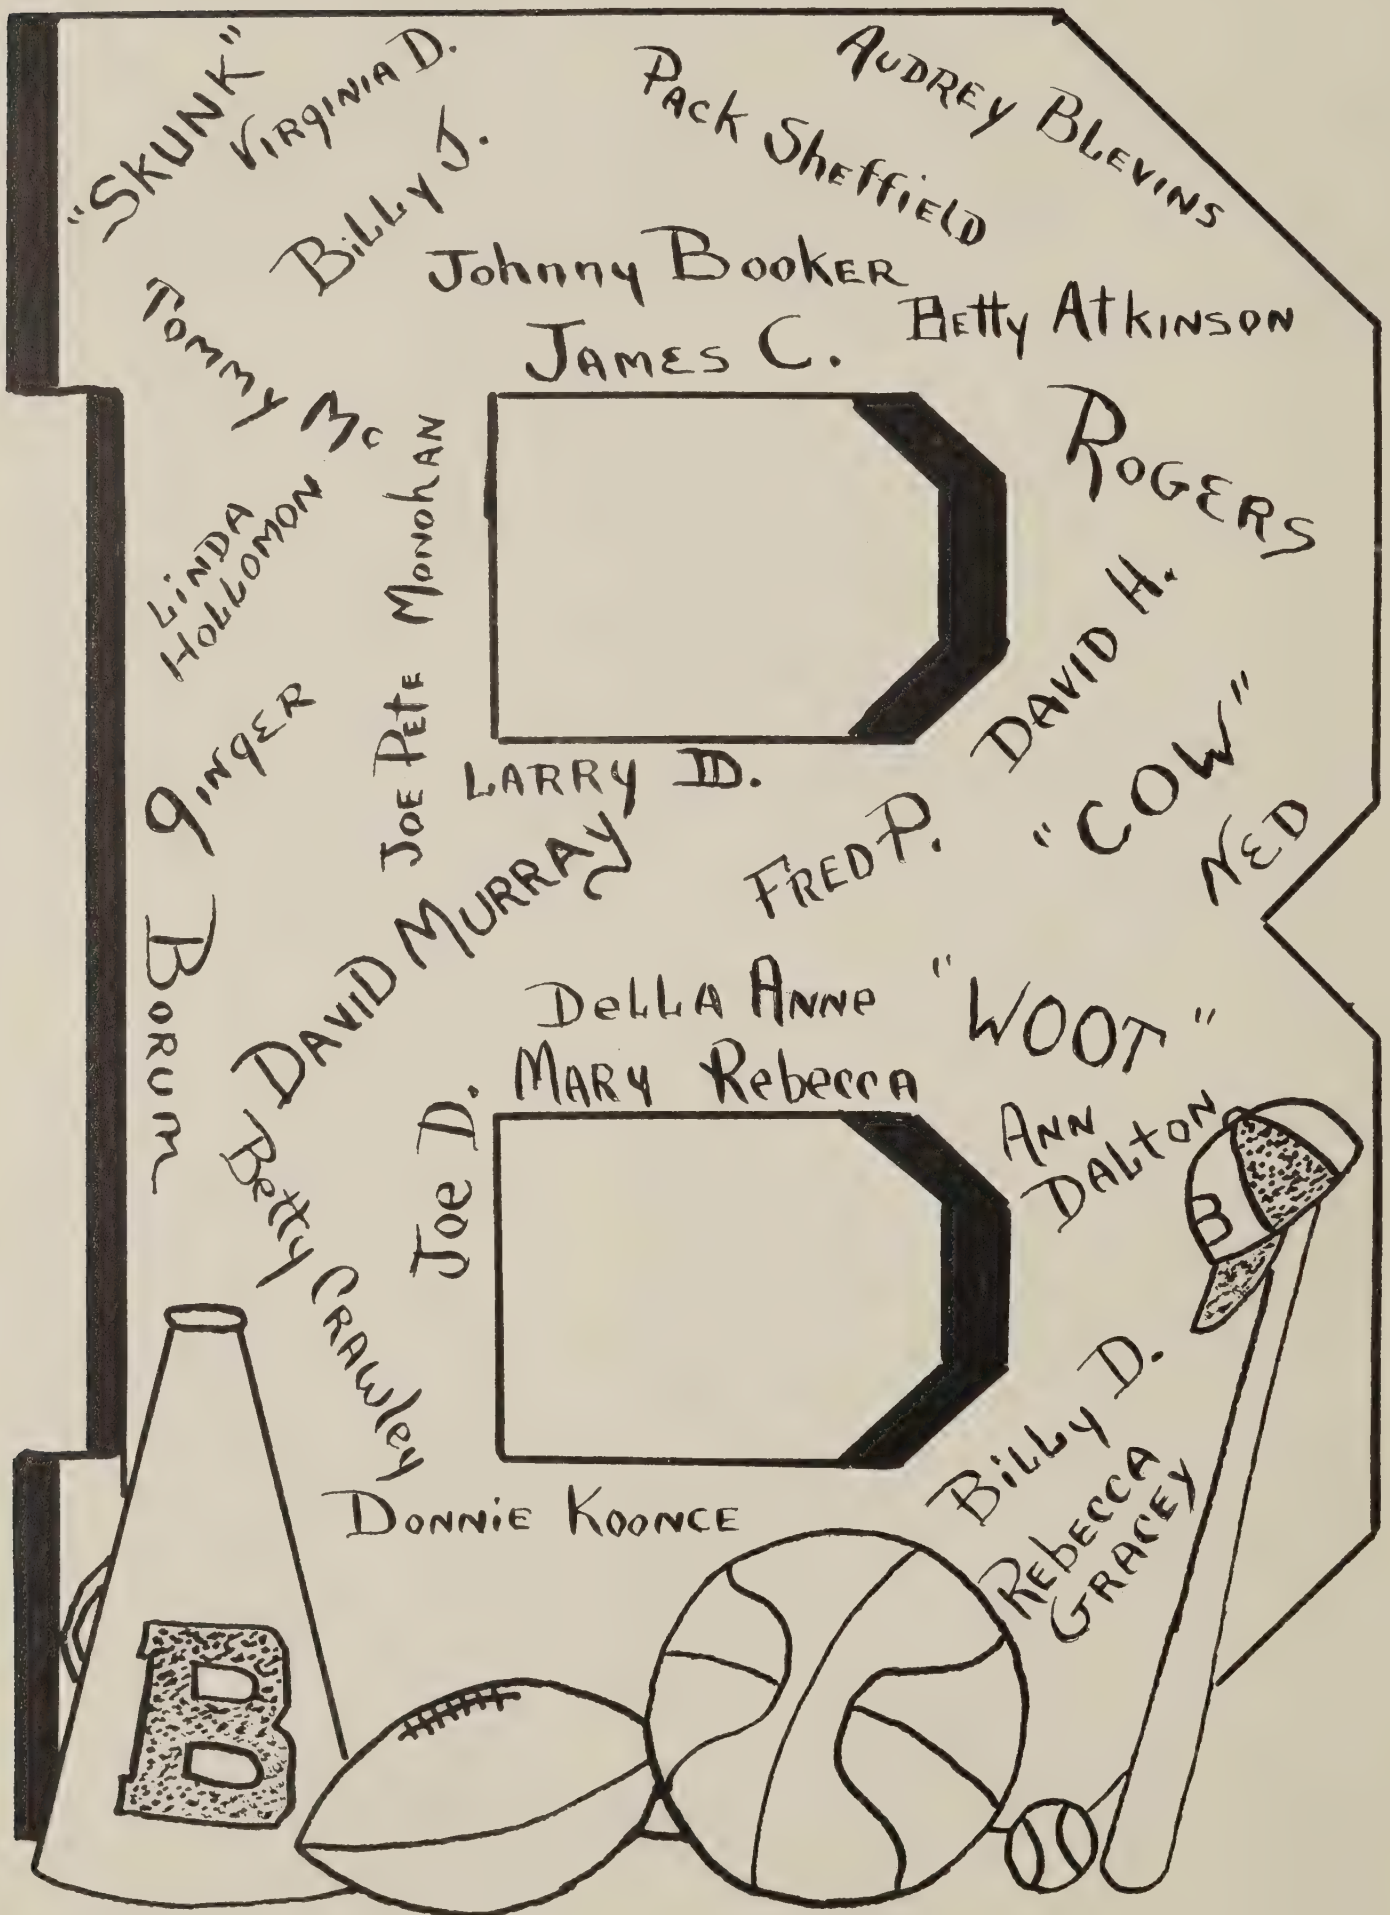 "SKUNK"
VIRGINIA D.
Billy J.
PACK SHEFFIELD
AUDREY BLEVINS
Johnny BOOKER
BETTY ATKINSON
JAMES C.
TOMMY Mc
ROGERS
LiNDA
HOLLOMON
JOE PETE MONOHAN
DAVID H.
GINGER BORUM
LARRY D.
"COW"
NED
FRED P.
DAVID MURRAY
DeLLA ANNe
"WOOT"
MARY Rebecca
Joe D.
ANN
DALTON
B
Betty CRAWley
Billy D.
REBECCA
GRACEY
DONNiE KOONCE
B